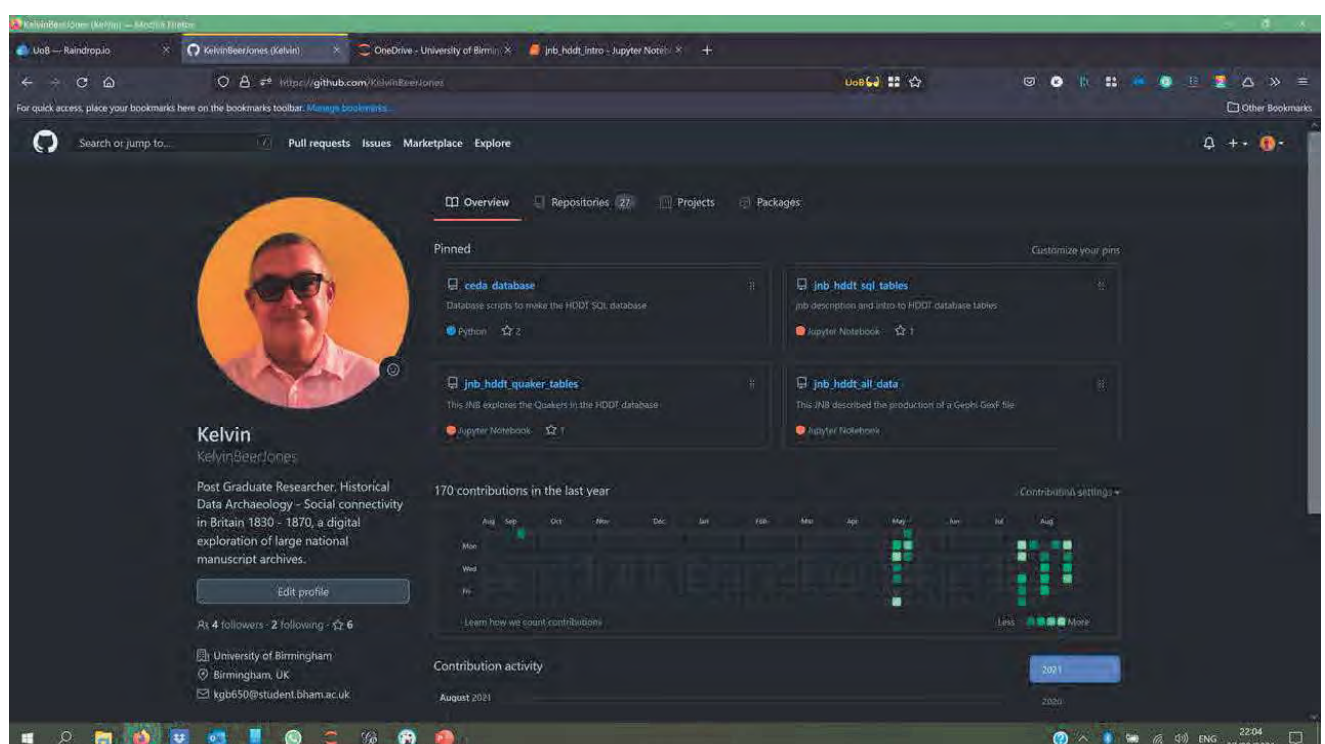 KelvinBeerJones (Kelvin) — Mozilla Firefox
UoB — Raindrop.io
KelvinBeerJones (Kelvin)
OneDrive - University of Birmin
jnb_hddt_intro - Jupyter Noteb
https://github.com/KelvinBeerJones
UoB
For quick access, place your bookmarks here on the bookmarks toolbar. Manage bookmarks...
Other Bookmarks
Search or jump to...
/
Pull requests Issues Marketplace Explore
Overview
Repositories 27
Projects
Packages
Pinned
Customize your pins
ceda_database
Database scripts to make the HDDT SQL database
Python 2
jnb_hddt_sql_tables
jnb description and intro to HDDT database tables
Jupyter Notebook 1
jnb_hddt_quaker_tables
This JNB explores the Quakers in the HDDT database
Jupyter Notebook 1
jnb_hddt_all_data
This JNB described the production of a Gephi GexF file
Jupyter Notebook
Kelvin
KelvinBeerJones
Post Graduate Researcher, Historical
Data Archaeology - Social connectivity
in Britain 1830 - 1870, a digital
exploration of large national
manuscript archives.
Edit profile
4 followers · 2 following · 6
University of Birmingham
Birmingham, UK
kgb650@student.bham.ac.uk
170 contributions in the last year
Contribution settings
Aug Sep Oct Nov Dec Jan Feb Mar Apr May Jun Jul Aug
Mon
Wed
Fri
Learn how we count contributions
Less More
Contribution activity
2021
August 2021
2020
ENG
22:04